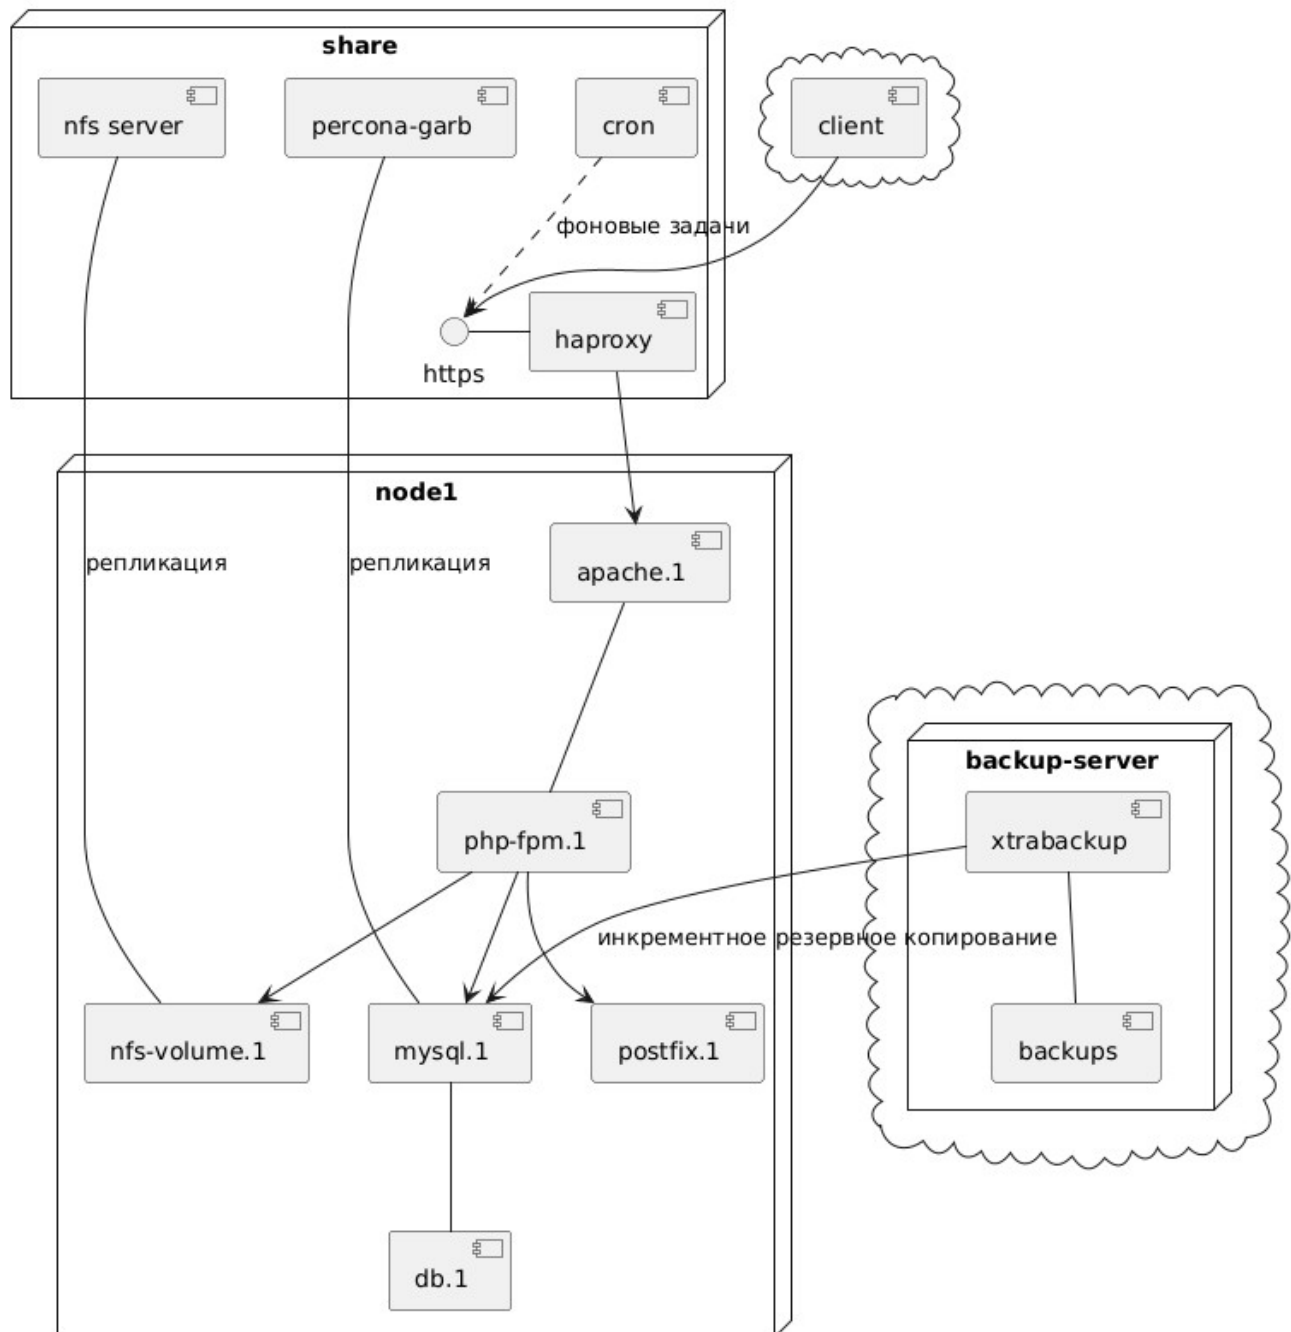 share
nfs server
percona-garb
cron
client
фоновые задачи
haproxy
https
node1
репликация
репликация
apache.1
backup-server
php-fpm.1
xtrabackup
инкрементное резервное копирование
nfs-volume.1
mysql.1
postfix.1
backups
db.1